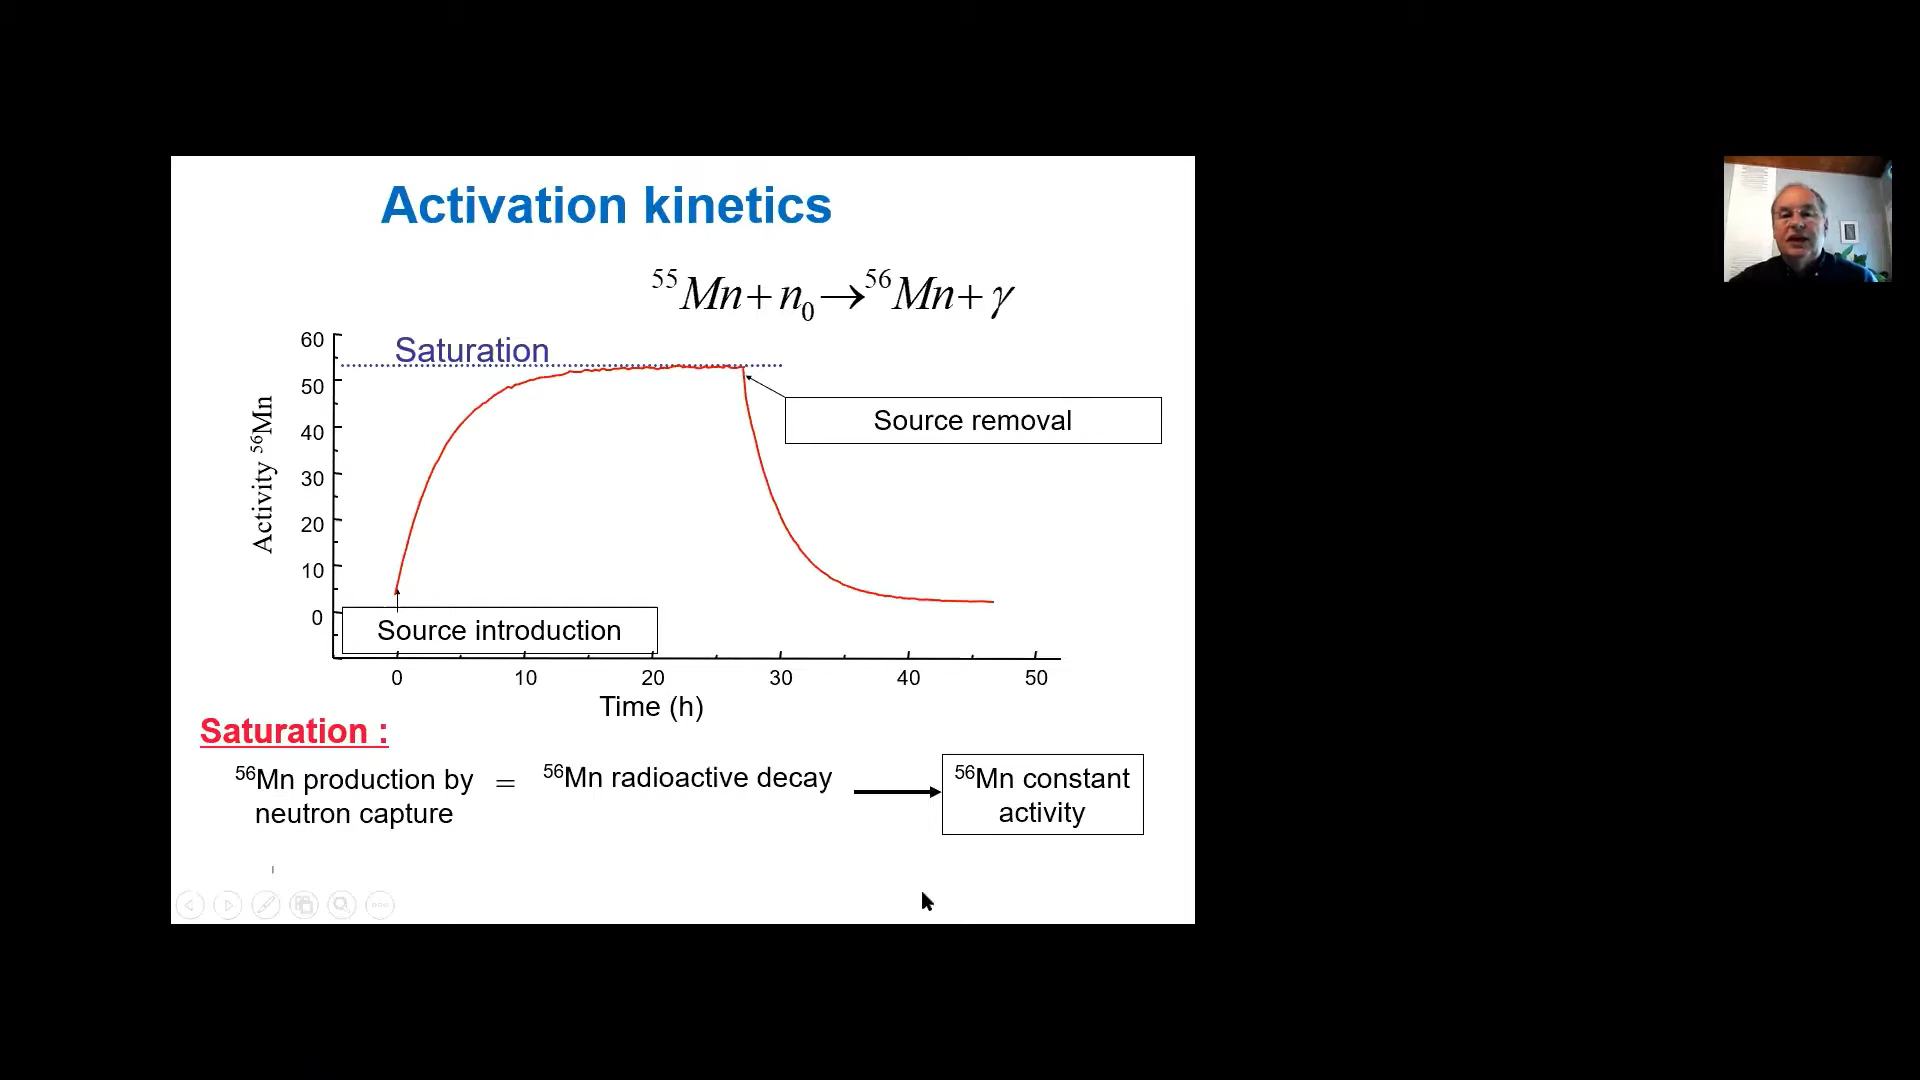 Activation kinetics
⁵⁵Mn + n₀ → ⁵⁶Mn + γ
60
Saturation
50
Source removal
40
Activity ⁵⁶Mn
30
20
10
0
Source introduction
0 10 20 30 40 50
Time (h)
Saturation :
⁵⁶Mn production by = ⁵⁶Mn radioactive decay ⁵⁶Mn constant
neutron capture activity